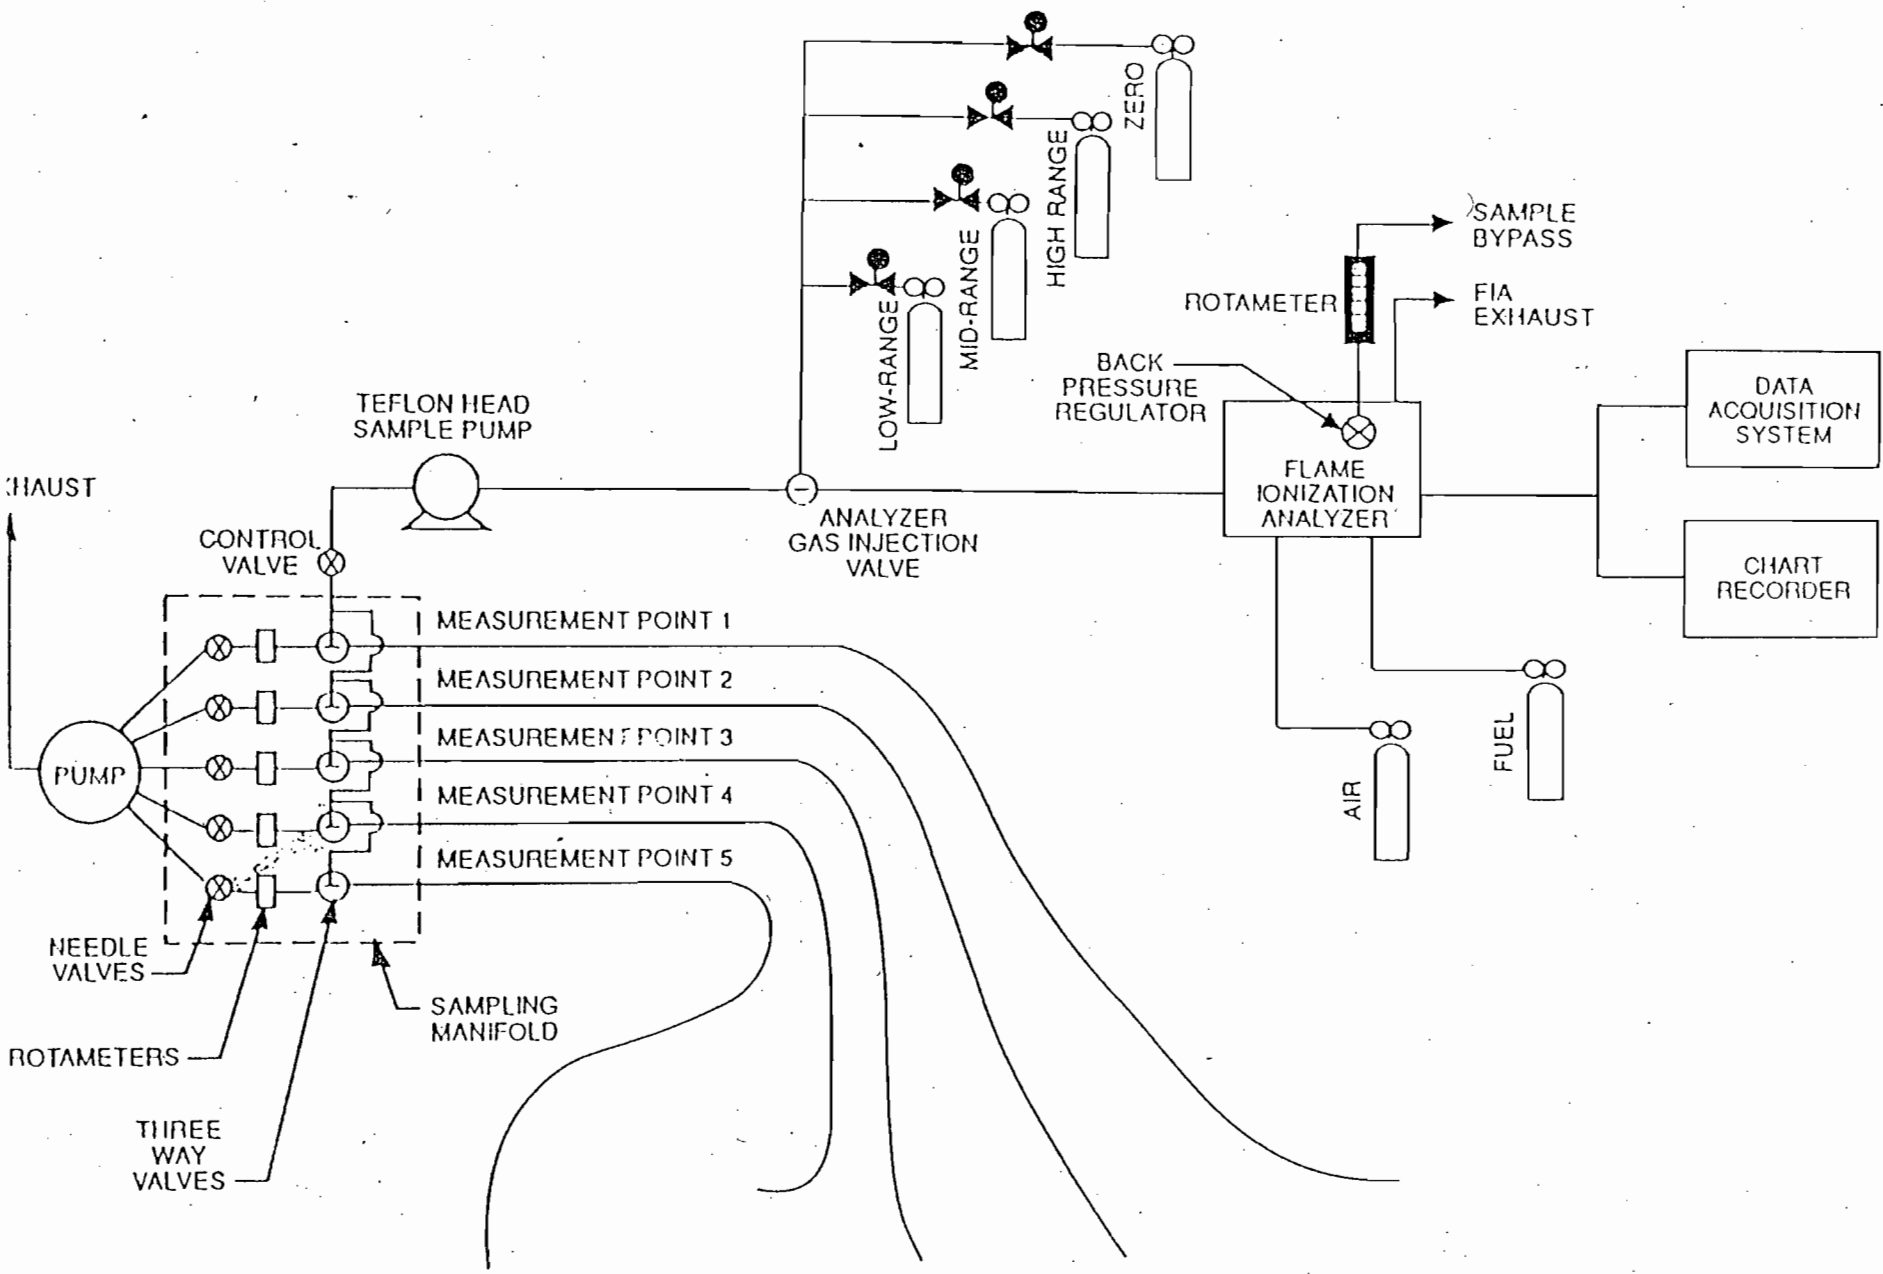 ZERO
HIGH RANGE
MID-RANGE
LOW-RANGE
SAMPLE
BYPASS
ROTAMETER
FIA
EXHAUST
BACK
PRESSURE
REGULATOR
DATA
ACQUISITION
SYSTEM
TEFLON HEAD
SAMPLE PUMP
FLAME
IONIZATION
ANALYZER
HAUST
ANALYZER
GAS INJECTION
VALVE
CONTROL
VALVE
CHART
RECORDER
MEASUREMENT POINT 1
MEASUREMENT POINT 2
MEASUREMENT POINT 3
MEASUREMENT POINT 4
MEASUREMENT POINT 5
PUMP
FUEL
AIR
NEEDLE
VALVES
SAMPLING
MANIFOLD
ROTAMETERS
THREE
WAY
VALVES